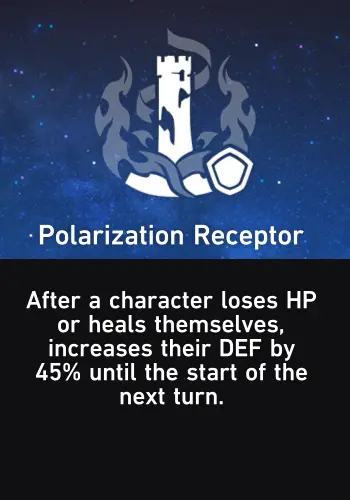 Polarization Receptor
After a character loses HP
or heals themselves,
increases their DEF by
45% until the start of the
next turn.